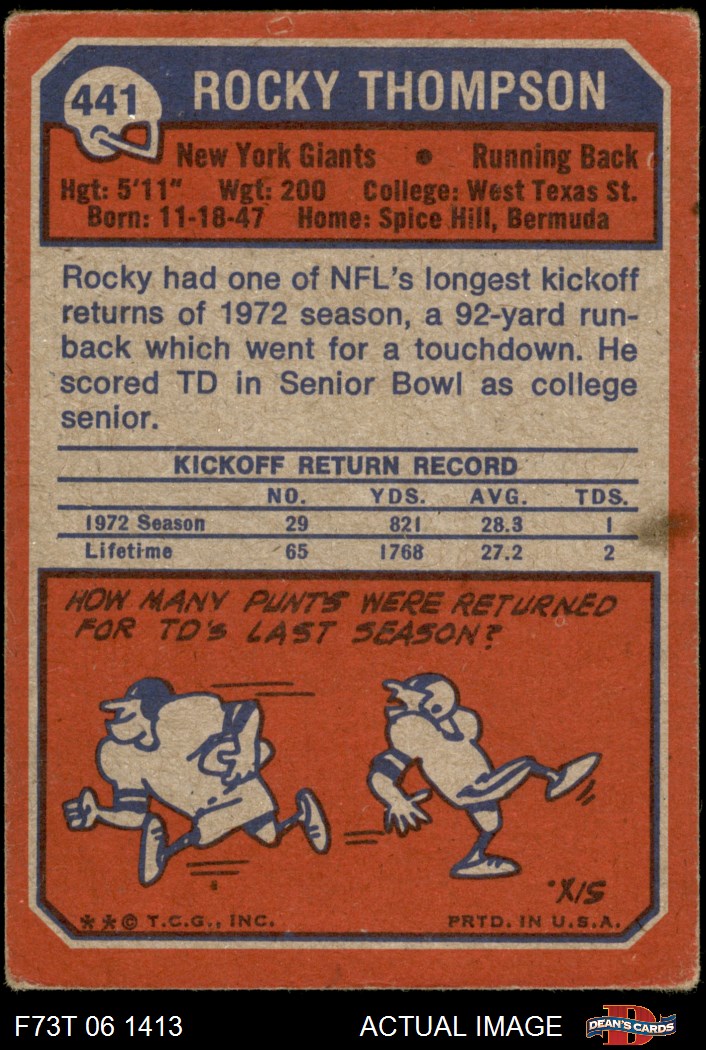 441
ROCKY THOMPSON
New York Giants • Running Back
Hgt: 5'11" Wgt: 200 College: West Texas St.
Born: 11-18-47 Home: Spice Hill, Bermuda
Rocky had one of NFL's longest kickoff
returns of 1972 season, a 92-yard run-
back which went for a touchdown. He
scored TD in Senior Bowl as college
senior.
KICKOFF RETURN RECORD
NO. YDS. AVG. TDS.
1972 Season 29 821 28.3 1
Lifetime 65 1768 27.2 2
HOW MANY PUNTS WERE RETURNED
FOR TD'S LAST SEASON?
·X/S
**© T.C.G., INC. PRTD. IN U.S.A.
F73T 06 1413 ACTUAL IMAGE D DEAN'S CARDS